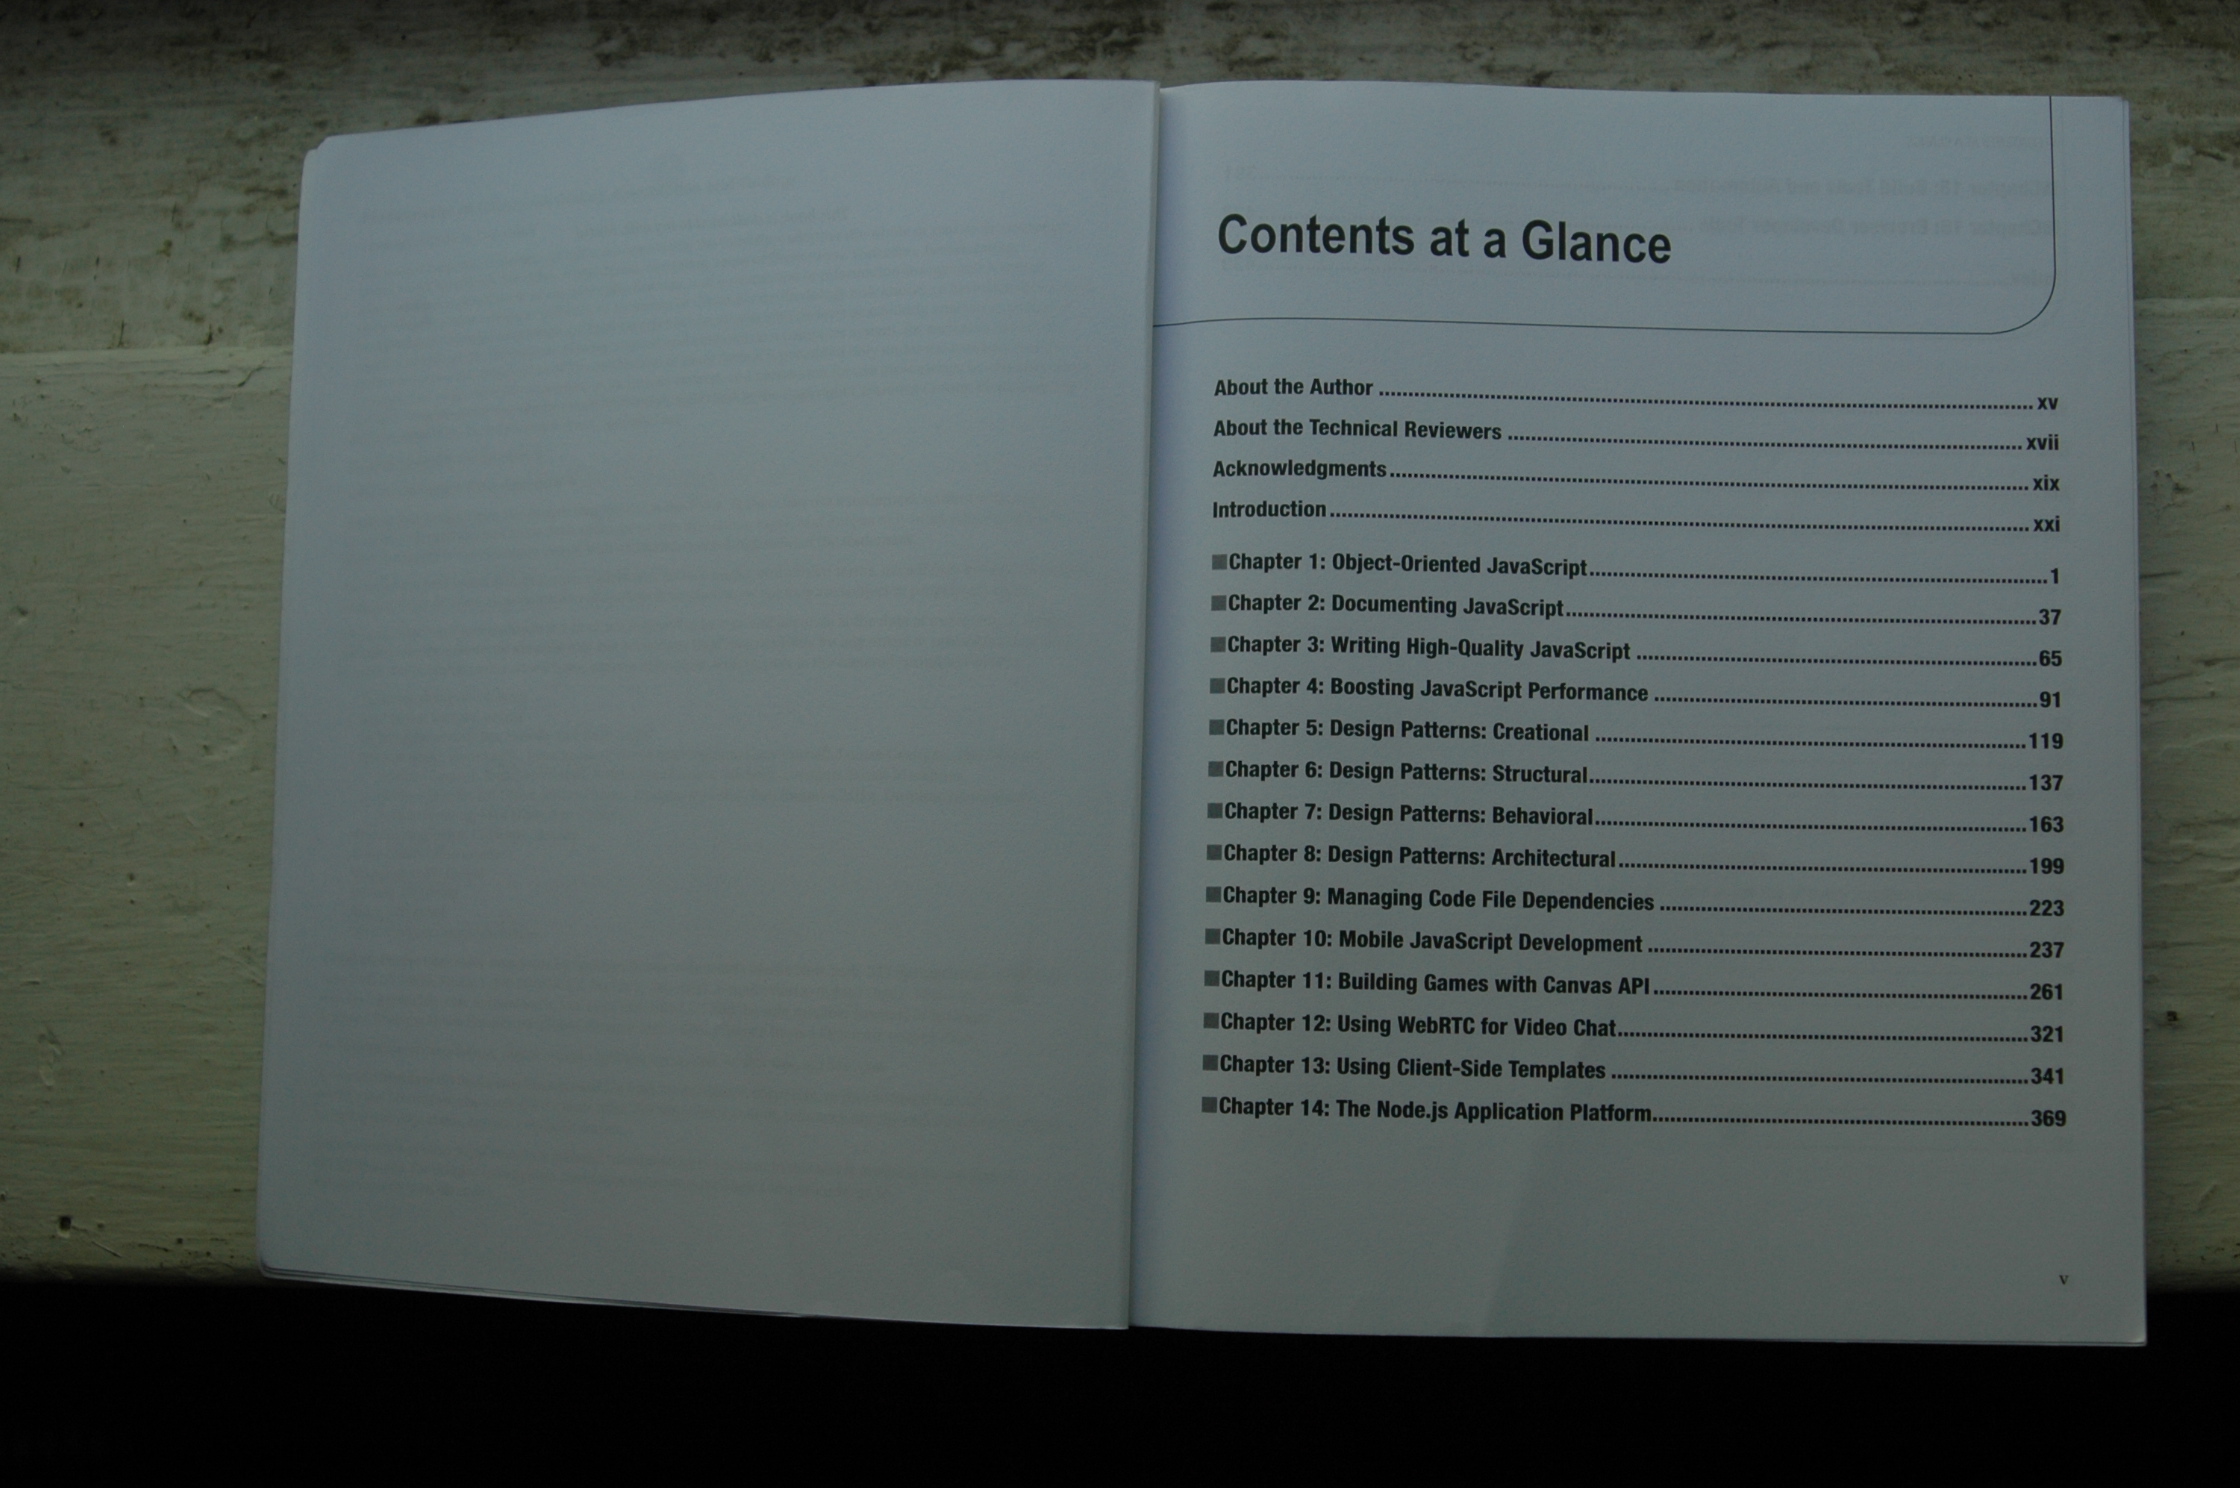 Contents at a Glance
About the Author ..... xv
About the Technical Reviewers ..... xvii
Acknowledgments ..... xix
Introduction ..... xxi
■Chapter 1: Object-Oriented JavaScript ..... 1
■Chapter 2: Documenting JavaScript ..... 37
■Chapter 3: Writing High-Quality JavaScript ..... 65
■Chapter 4: Boosting JavaScript Performance ..... 91
■Chapter 5: Design Patterns: Creational ..... 119
■Chapter 6: Design Patterns: Structural ..... 137
■Chapter 7: Design Patterns: Behavioral ..... 163
■Chapter 8: Design Patterns: Architectural ..... 199
■Chapter 9: Managing Code File Dependencies ..... 223
■Chapter 10: Mobile JavaScript Development ..... 237
■Chapter 11: Building Games with Canvas API ..... 261
■Chapter 12: Using WebRTC for Video Chat ..... 321
■Chapter 13: Using Client-Side Templates ..... 341
■Chapter 14: The Node.js Application Platform ..... 369
v